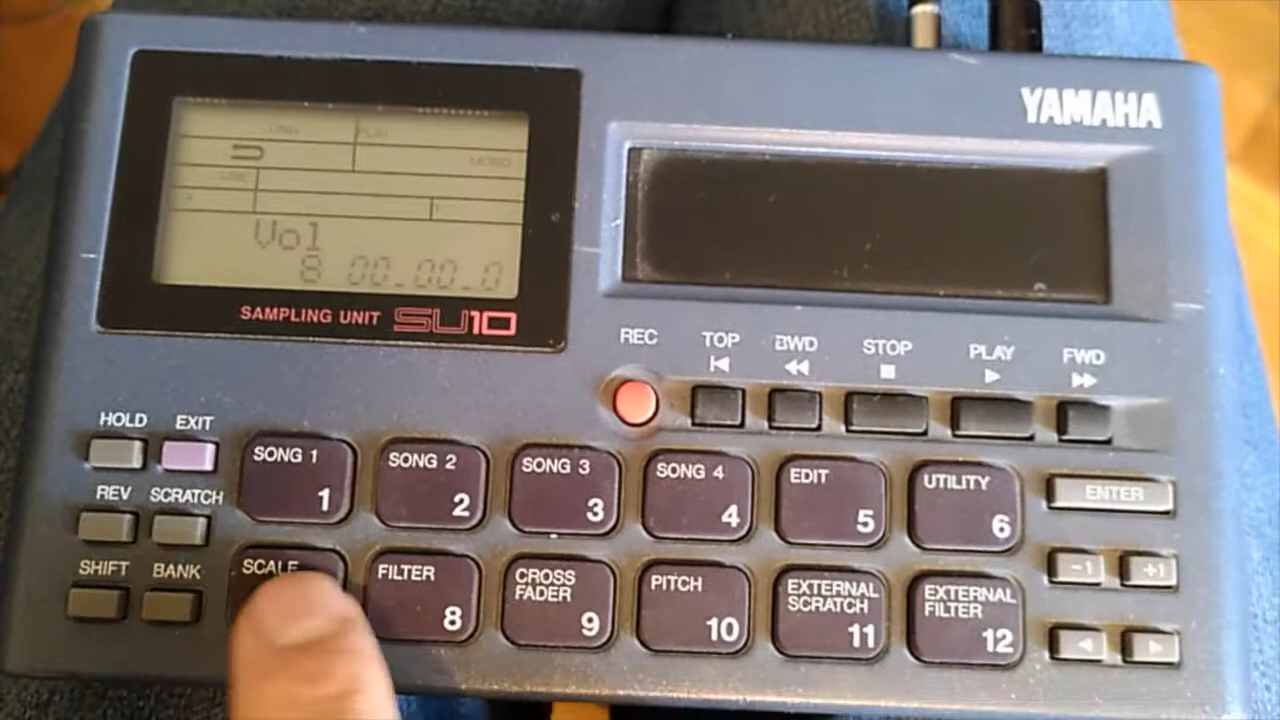 YAMAHA
MONO
Vol
8 00.00.0
SAMPLING UNIT SU10
REC TOP BWD STOP PLAY FWD
HOLD EXIT
SONG 1 1
SONG 2 2
SONG 3 3
SONG 4 4
EDIT 5
UTILITY 6
ENTER
REV SCRATCH
-1 +1
SHIFT BANK
SCALE
FILTER 8
CROSS
FADER 9
PITCH 10
EXTERNAL
SCRATCH 11
EXTERNAL
FILTER 12